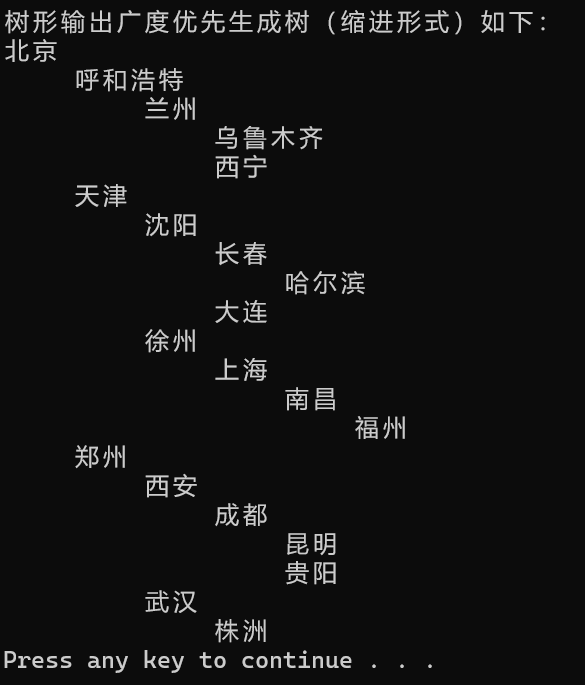 树形输出广度优先生成树（缩进形式）如下：
北京
呼和浩特
兰州
乌鲁木齐
西宁
天津
沈阳
长春
哈尔滨
大连
徐州
上海
南昌
福州
郑州
西安
成都
昆明
贵阳
武汉
株洲
Press any key to continue . . .